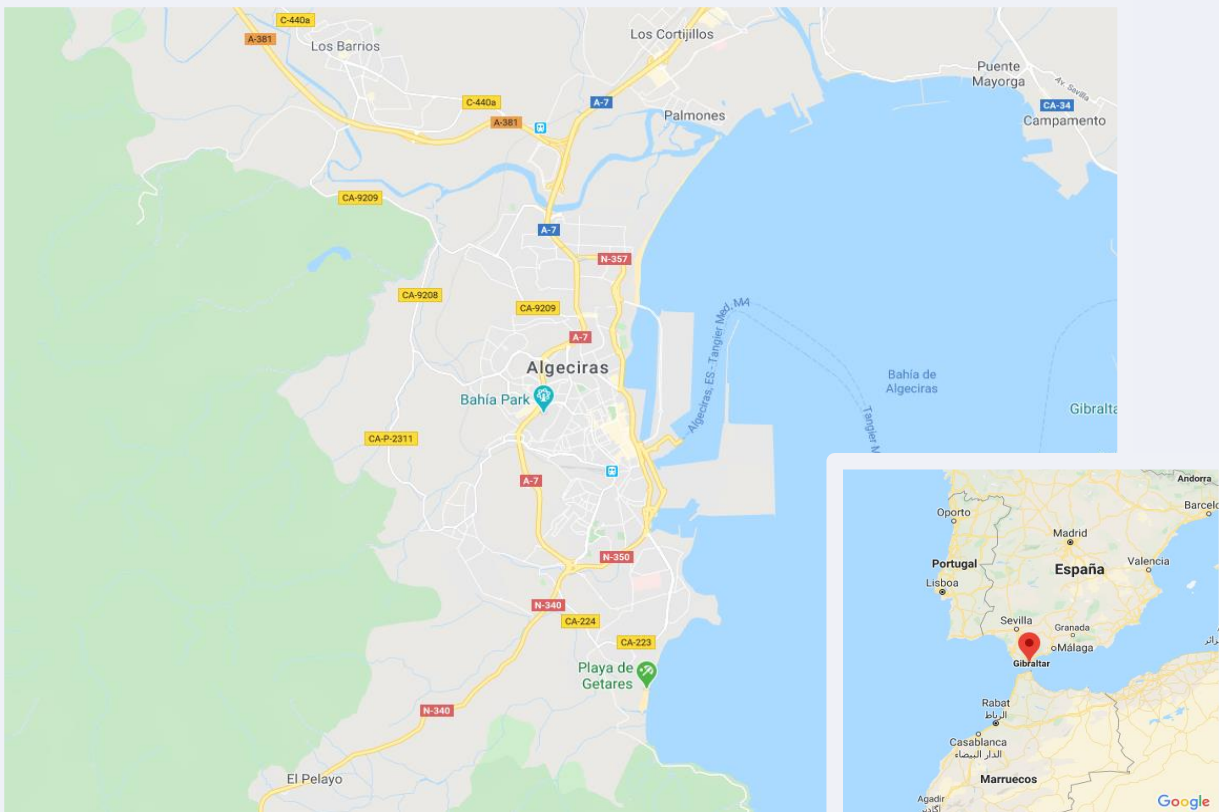 C-440a
A-381
Los Barrios
Los Cortijillos
Puente
Mayorga
Av. Sevilla
C-440a
A-7
CA-34
Palmones
Campamento
A-381
CA-9209
A-7
N-357
CA-9208
CA-9209
Algeciras, ES - Tangier Med, MA
A-7
Algeciras
Bahía de
Algeciras
Bahía Park
Gibralta
Tangier M
CA-P-2311
A-7
N-350
N-340
CA-224
CA-223
Playa de
Getares
N-340
El Pelayo
Andorra
Barcelo
Oporto
Madrid
Portugal
España
Valencia
Lisboa
Sevilla
Granada
Málaga
Gibraltar
Rabat
الرباط
Casablanca
الدار البيضاء
Marruecos
Agadir
Google